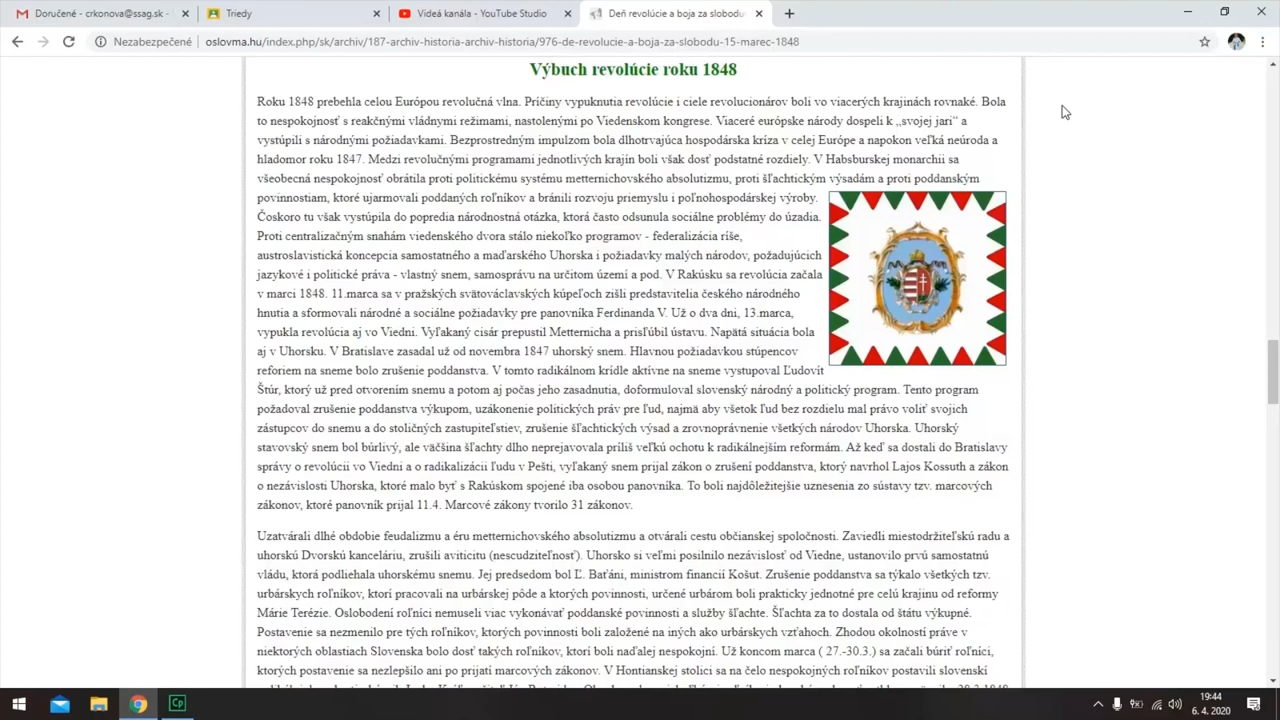 Doručené - crkonova@ssag.sk -
Triedy
Videá kanála - YouTube Studio
Deň revolúcie a boja za slobodu
Nezabezpečené
oslovma.hu/index.php/sk/archiv/187-archiv-historia-archiv-historia/976-de-revolucie-a-boja-za-slobodu-15-marec-1848
Výbuch revolúcie roku 1848
Roku 1848 prebehla celou Európou revolučná vlna. Príčiny vypuknutia revolúcie i ciele revolucionárov boli vo viacerých krajinách rovnaké. Bola
to nespokojnosť s reakčnými vládnymi režimami, nastolenými po Viedenskom kongrese. Viaceré európske národy dospeli k „svojej jari“ a
vystúpili s národnými požiadavkami. Bezprostredným impulzom bola dlhotrvajúca hospodárska kríza v celej Európe a napokon veľká neúroda a
hladomor roku 1847. Medzi revolučnými programami jednotlivých krajín boli však dosť podstatné rozdiely. V Habsburskej monarchii sa
všeobecná nespokojnosť obrátila proti politickému systému metternichovského absolutizmu, proti šľachtickým výsadám a proti poddanským
povinnostiam, ktoré ujarmovali poddaných roľníkov a bránili rozvoju priemyslu i poľnohospodárskej výroby.
Čoskoro tu však vystúpila do popredia národnostná otázka, ktorá často odsunula sociálne problémy do úzadia.
Proti centralizačným snahám viedenského dvora stálo niekoľko programov - federalizácia ríše,
austroslavistická koncepcia samostatného a maďarského Uhorska i požiadavky malých národov, požadujúcich
jazykové i politické práva - vlastný snem, samosprávu na určitom území a pod. V Rakúsku sa revolúcia začala
v marci 1848. 11.marca sa v pražských svätováclavských kúpeľoch zišli predstavitelia českého národného
hnutia a sformovali národné a sociálne požiadavky pre panovníka Ferdinanda V. Už o dva dni, 13.marca,
vypukla revolúcia aj vo Viedni. Vyľakaný cisár prepustil Metternicha a prisľúbil ústavu. Napätá situácia bola
aj v Uhorsku. V Bratislave zasadal už od novembra 1847 uhorský snem. Hlavnou požiadavkou stúpencov
reforiem na sneme bolo zrušenie poddanstva. V tomto radikálnom krídle aktívne na sneme vystupoval Ľudovít
Štúr, ktorý už pred otvorením snemu a potom aj počas jeho zasadnutia, doformuloval slovenský národný a politický program. Tento program
požadoval zrušenie poddanstva výkupom, uzákonenie politických práv pre ľud, najmä aby všetok ľud bez rozdielu mal právo voliť svojich
zástupcov do snemu a do stoličných zastupiteľstiev, zrušenie šľachtických výsad a zrovnoprávnenie všetkých národov Uhorska. Uhorský
stavovský snem bol búrlivý, ale väčšina šľachty dlho neprejavovala príliš veľkú ochotu k radikálnejším reformám. Až keď sa dostali do Bratislavy
správy o revolúcii vo Viedni a o radikalizácii ľudu v Pešti, vyľakaný snem prijal zákon o zrušení poddanstva, ktorý navrhol Lajos Kossuth a zákon
o nezávislosti Uhorska, ktoré malo byť s Rakúskom spojené iba osobou panovníka. To boli najdôležitejšie uznesenia zo sústavy tzv. marcových
zákonov, ktoré panovník prijal 11.4. Marcové zákony tvorilo 31 zákonov.
Uzatvárali dlhé obdobie feudalizmu a éru metternichovského absolutizmu a otvárali cestu občianskej spoločnosti. Zaviedli miestodržiteľskú radu a
uhorskú Dvorskú kanceláriu, zrušili aviticitu (nescudziteľnosť). Uhorsko si veľmi posilnilo nezávislosť od Viedne, ustanovilo prvú samostatnú
vládu, ktorá podliehala uhorskému snemu. Jej predsedom bol Ľ. Baťáni, ministrom financií Košut. Zrušenie poddanstva sa týkalo všetkých tzv.
urbárskych roľníkov, ktorí pracovali na urbárskej pôde a ktorých povinnosti, určené urbárom boli prakticky jednotné pre celú krajinu od reformy
Márie Terézie. Oslobodení roľníci nemuseli viac vykonávať poddanské povinnosti a služby šľachte. Šľachta za to dostala od štátu výkupné.
Postavenie sa nezmenilo pre tých roľníkov, ktorých povinnosti boli založené na iných ako urbárskych vzťahoch. Zhodou okolností práve v
niektorých oblastiach Slovenska bolo dosť takých roľníkov, ktorí boli naďalej nespokojní. Už koncom marca ( 27.-30.3.) sa začali búriť roľníci,
ktorých postavenie sa nezlepšilo ani po prijatí marcových zákonov. V Hontianskej stolici sa na čelo nespokojných roľníkov postavili slovenskí
19:44
6. 4. 2020